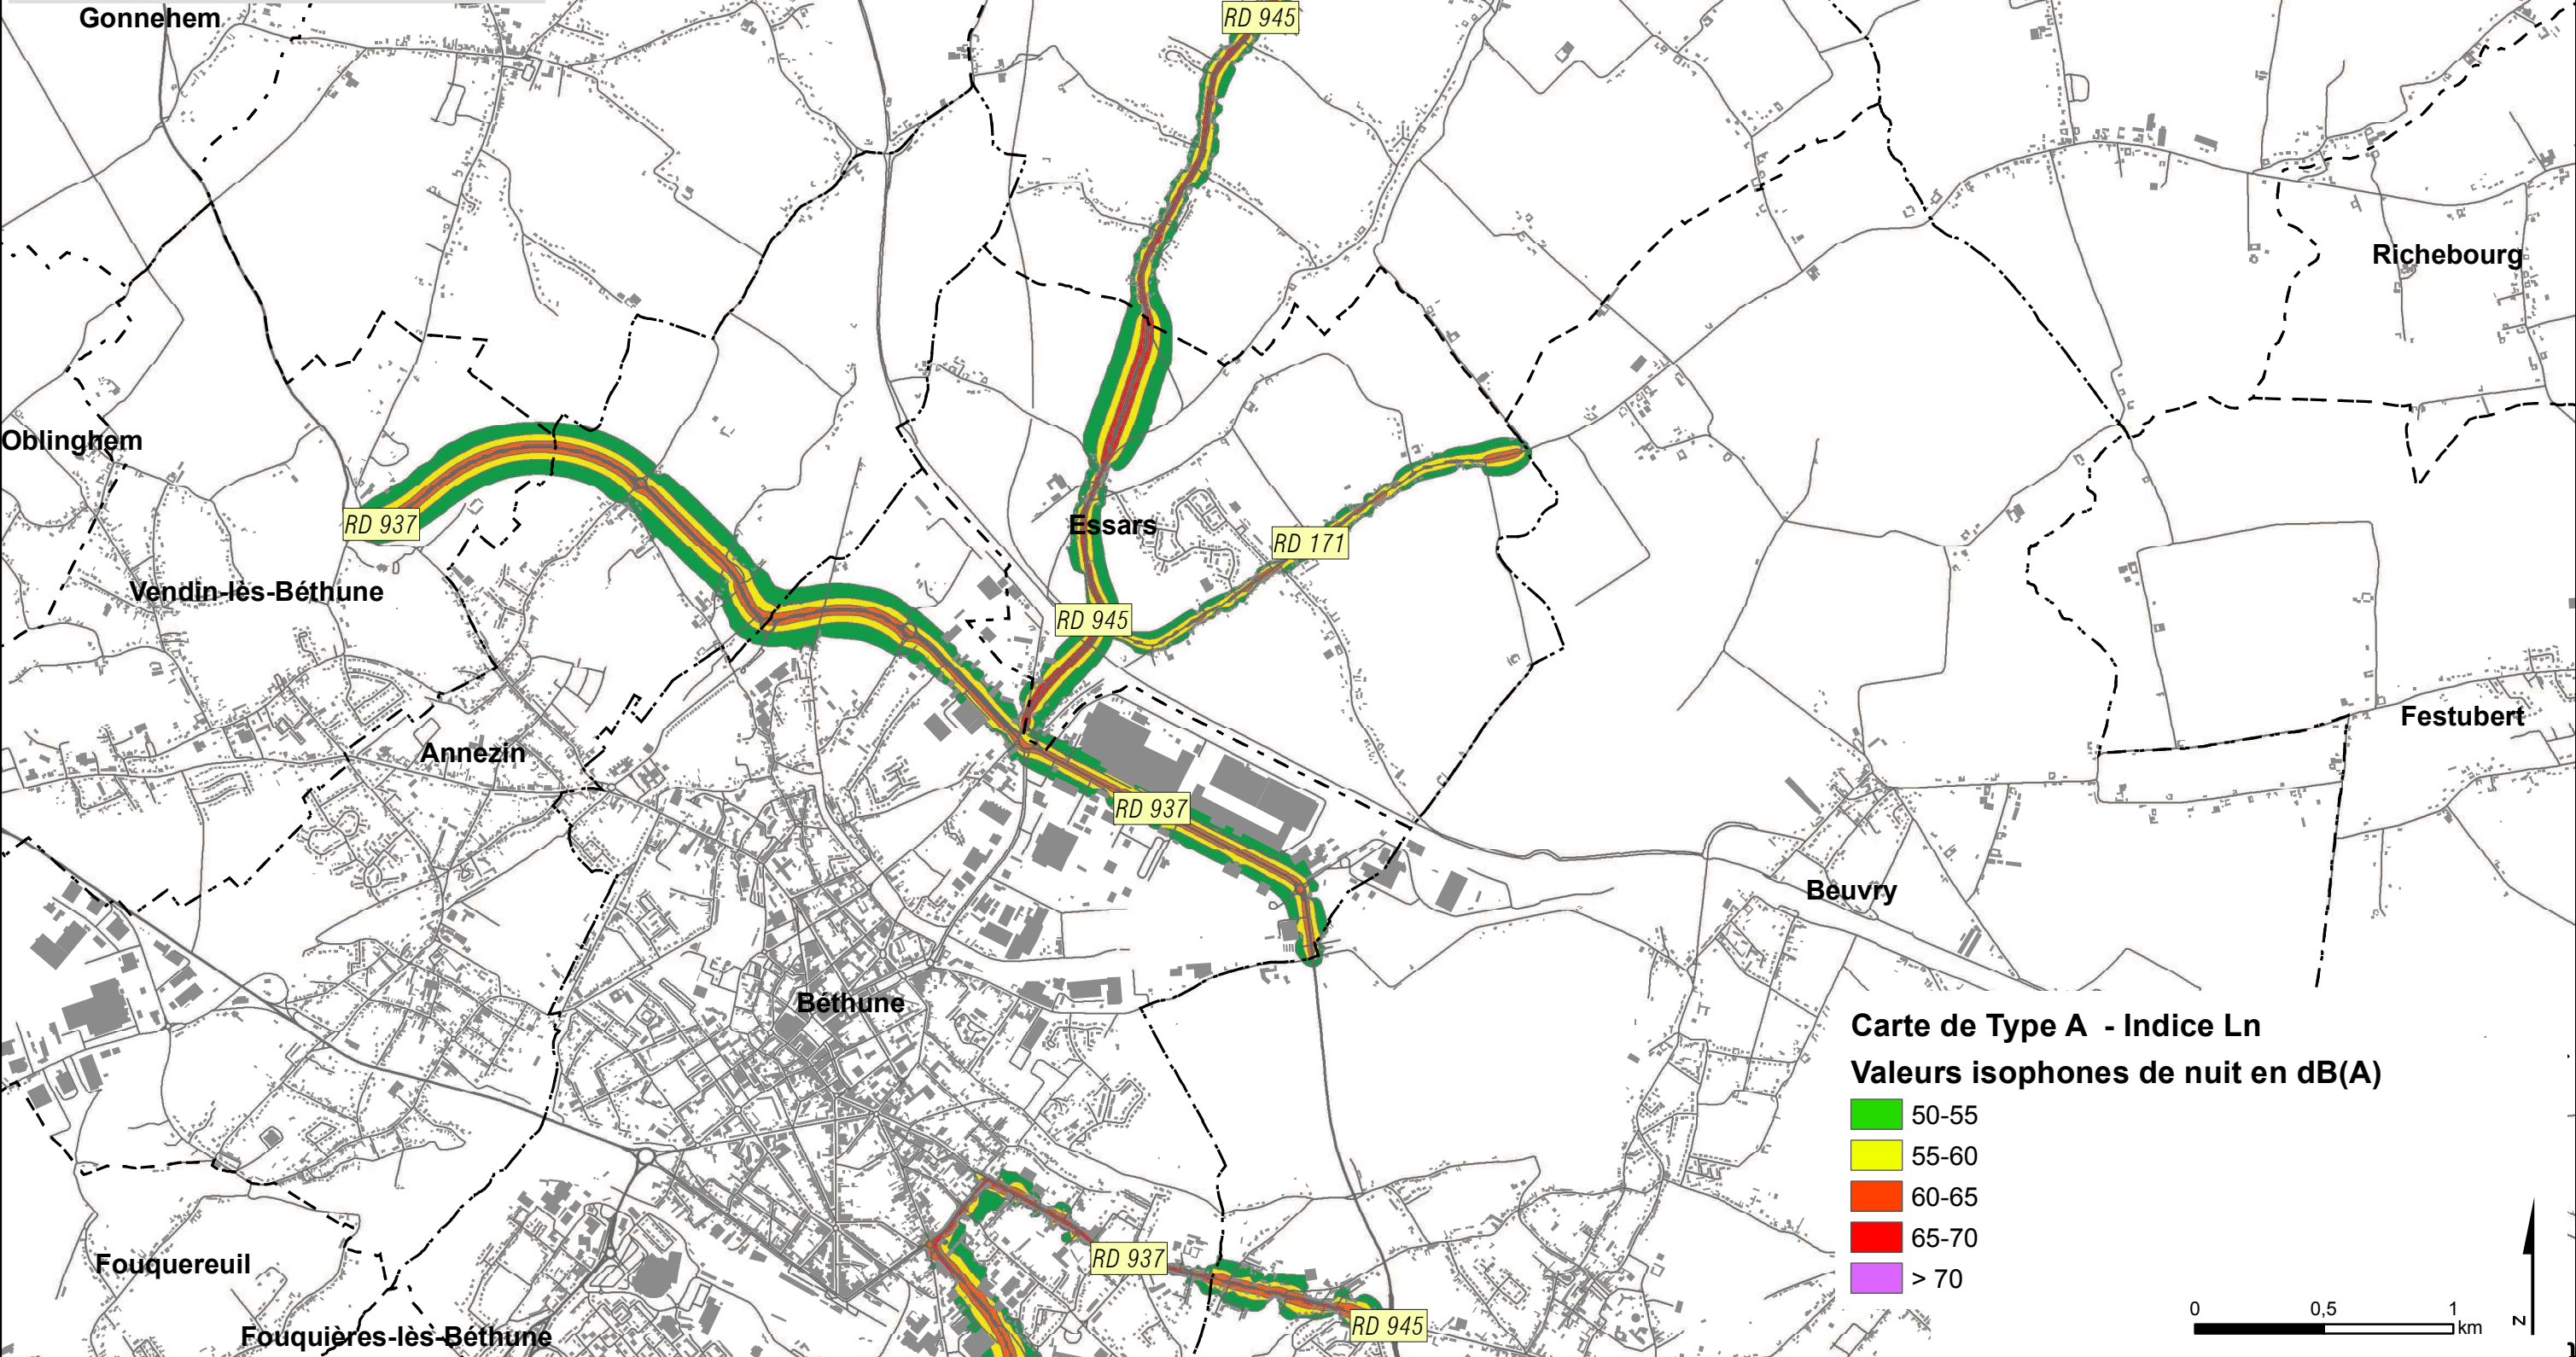 Gonnehem
RD 945
Richebourg
Oblinghem
RD 937
Essars
RD 171
Vendin-lès-Béthune
RD 945
Festubert
Annezin
RD 937
Beuvry
Béthune
Carte de Type A - Indice Ln
Valeurs isophones de nuit en dB(A)
50-55
55-60
60-65
65-70
> 70
RD 937
Fouquereuil
RD 945
Fouquières-lès-Béthune
0 0,5 1
km
N